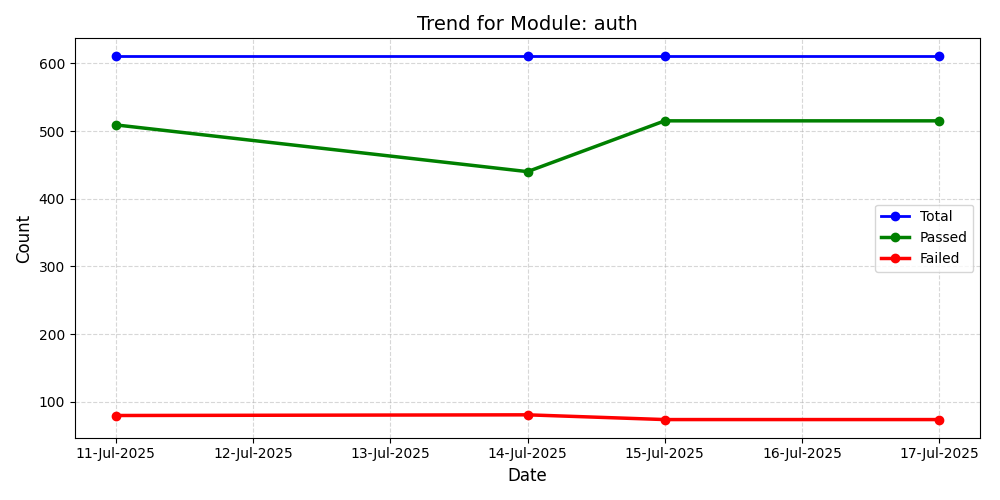 Trend for Module: auth
600
500
400
300
200
100
Count
Total
Passed
Failed
11-Jul-2025 12-Jul-2025 13-Jul-2025 14-Jul-2025 15-Jul-2025 16-Jul-2025 17-Jul-2025
Date